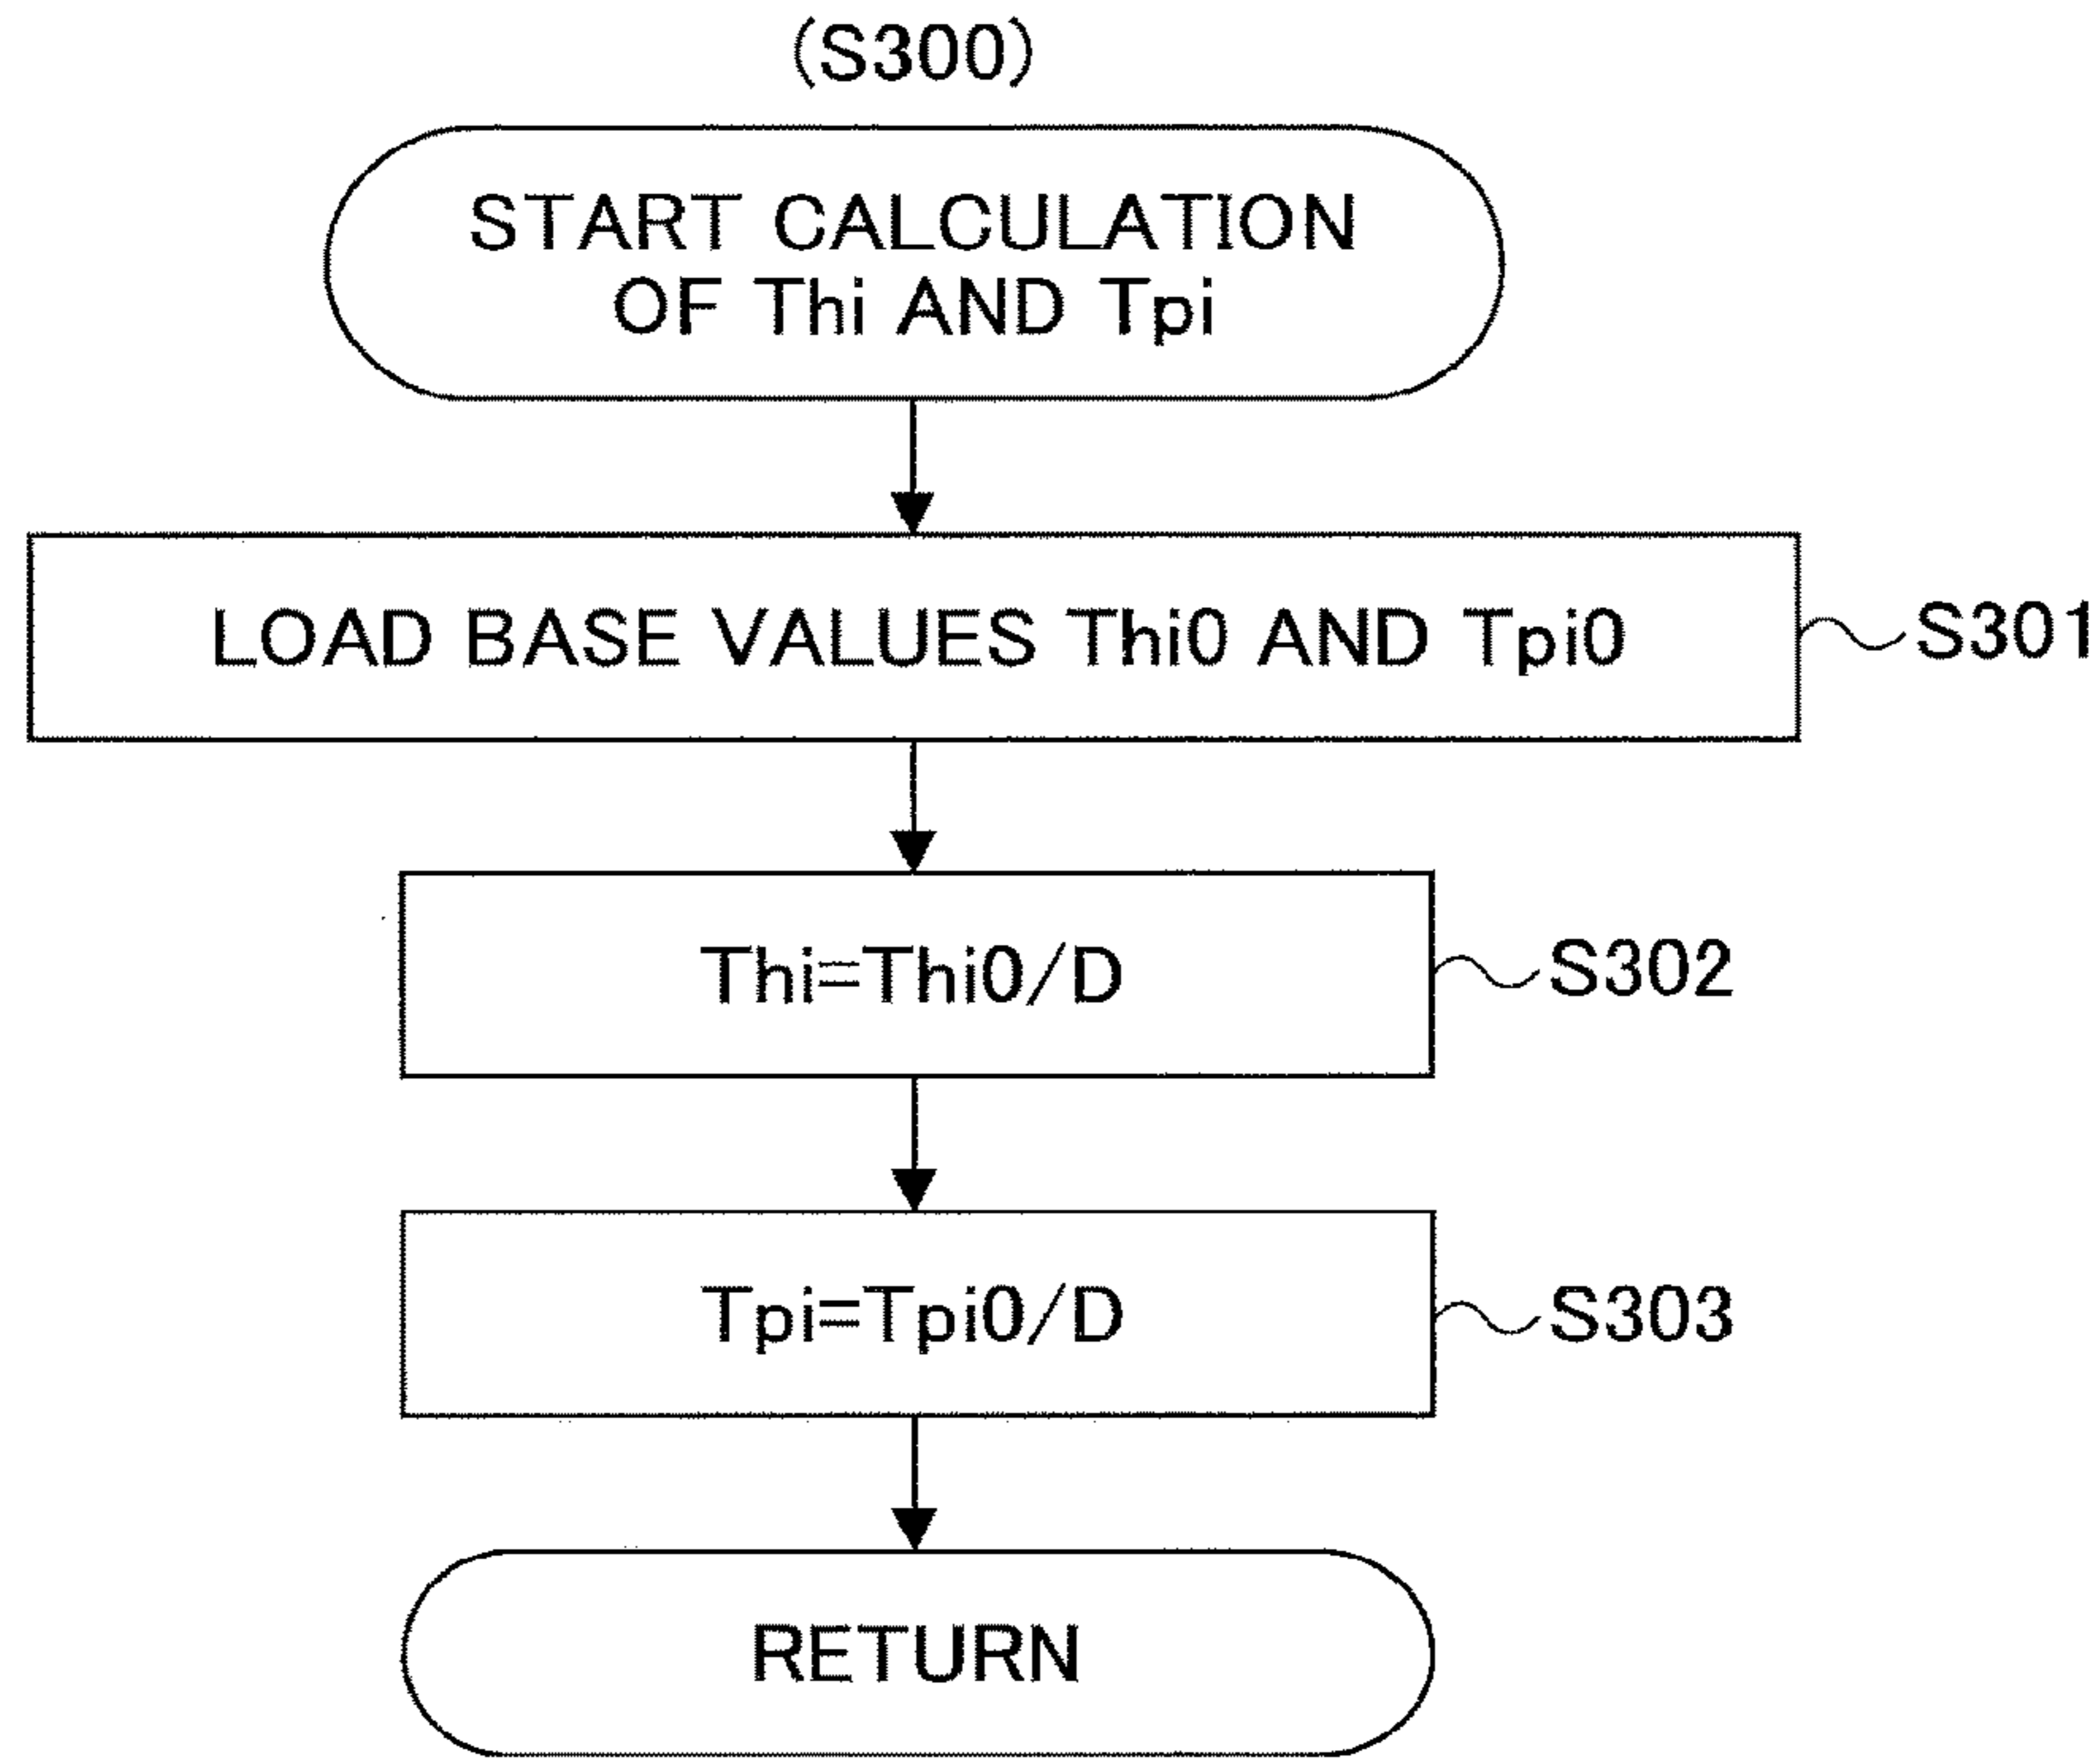 (S300)
START CALCULATION
OF Thi AND Tpi
LOAD BASE VALUES Thi0 AND Tpi0
S301
Thi=Thi0/D
S302
Tpi=Tpi0/D
S303
RETURN